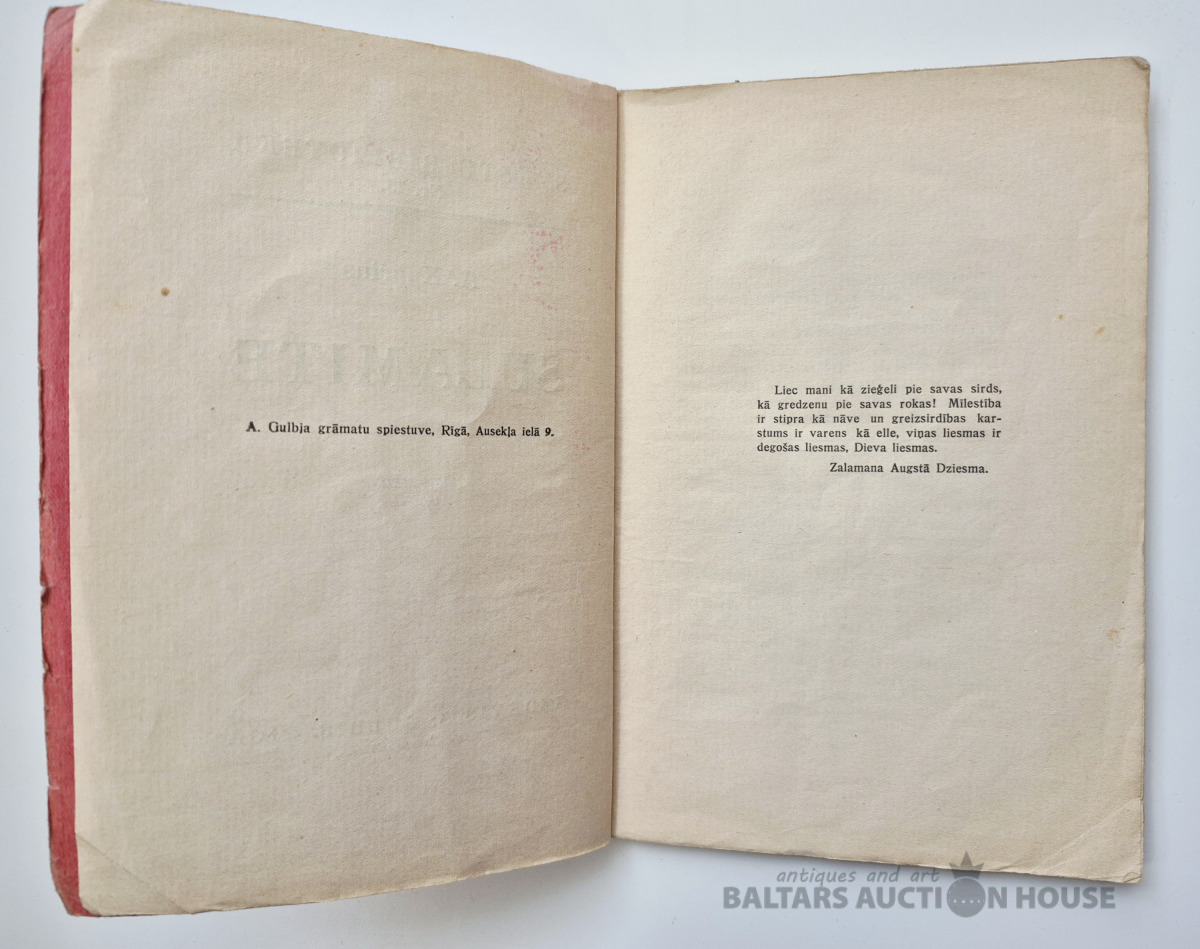 A. Gulbja grāmatu spiestuve, Rīgā, Ausekļa ielā 9.
Liec mani kā zieģeli pie savas sirds,
kā gredzenu pie savas rokas! Mīlestība
ir stipra kā nāve un greizsirdības kar-
stums ir varens kā elle, viņas liesmas ir
degošas liesmas, Dieva liesmas.
Zalamana Augstā Dziesma.
antiques and art
BALTARS AUCTION HOUSE